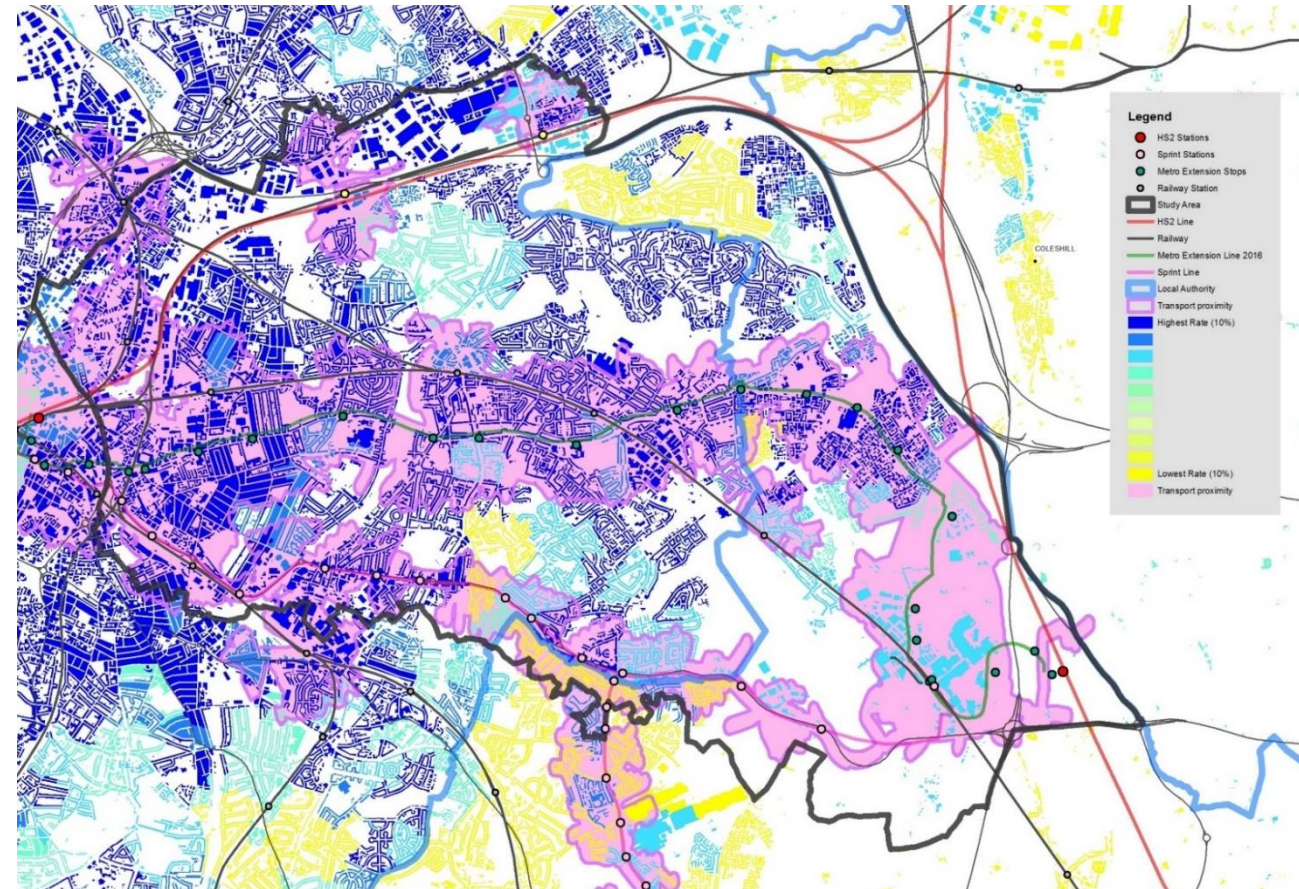 Legend
HS2 Stations
Sprint Stations
Metro Extension Stops
Railway Station
Study Area
HS2 Line
Railway
Metro Extension Line 2016
Sprint Line
Local Authority
Transport proximity
Highest Rate (10%)
Lowest Rate (10%)
Transport proximity
COLESHILL